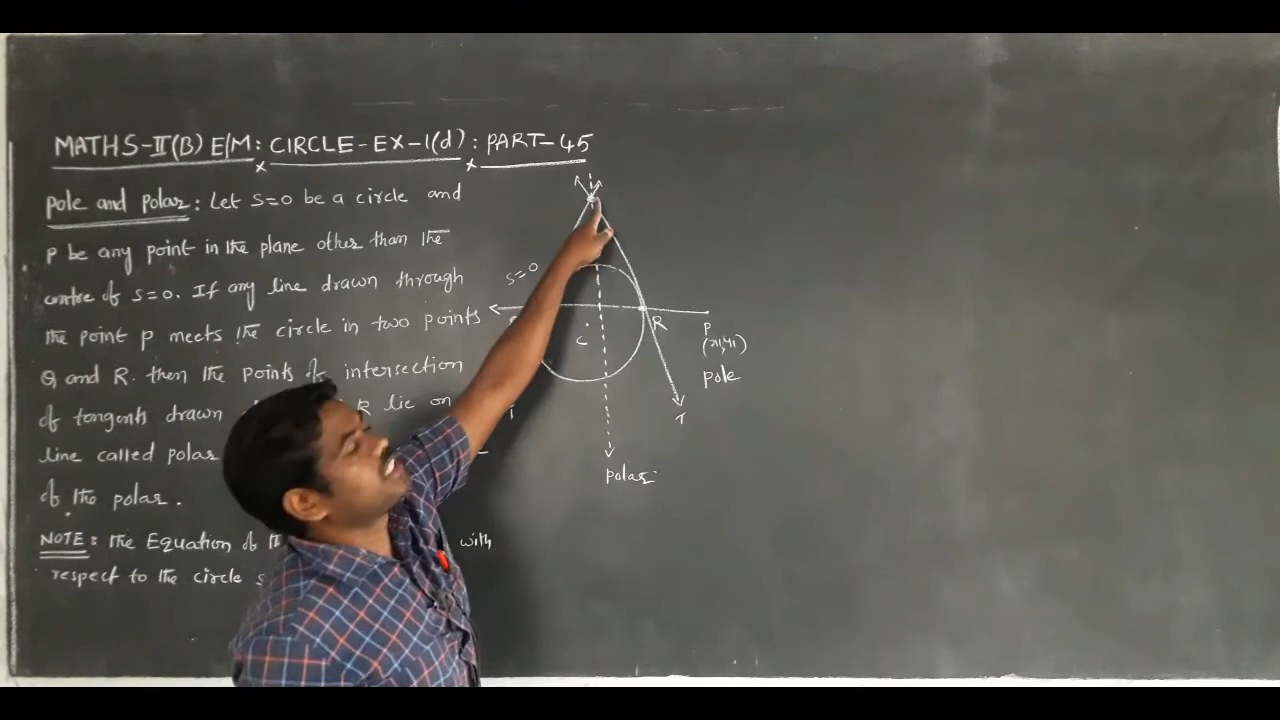 MATHS-II(B) E/M: CIRCLE-EX-1(d): PART-45
Pole and Polar: Let S=0 be a circle and
P be any point in the plane other than the
centre of S=0. If any line drawn through
the point P meets the circle in two points
Q and R. then the points of intersection
of tangents drawn R lie on
line called polar
of the polar.
NOTE: The Equation of with
respect to the circle S
S=0
C
R
P
(x1,y1)
pole
T
T
polar